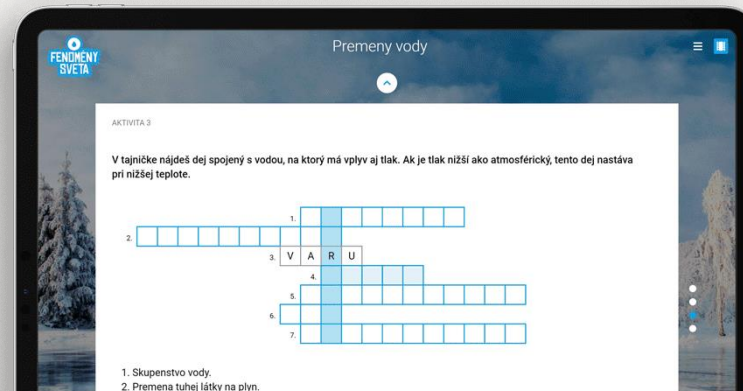 FENOMÉNY
SVETA
Premeny vody
AKTIVITA 3
V tajničke nájdeš dej spojený s vodou, na ktorý má vplyv aj tlak. Ak je tlak nižší ako atmosférický, tento dej nastáva
pri nižšej teplote.
1.
2.
3. V A R U
4.
5.
6.
7.
1. Skupenstvo vody.
2. Premena tuhej látky na plyn.